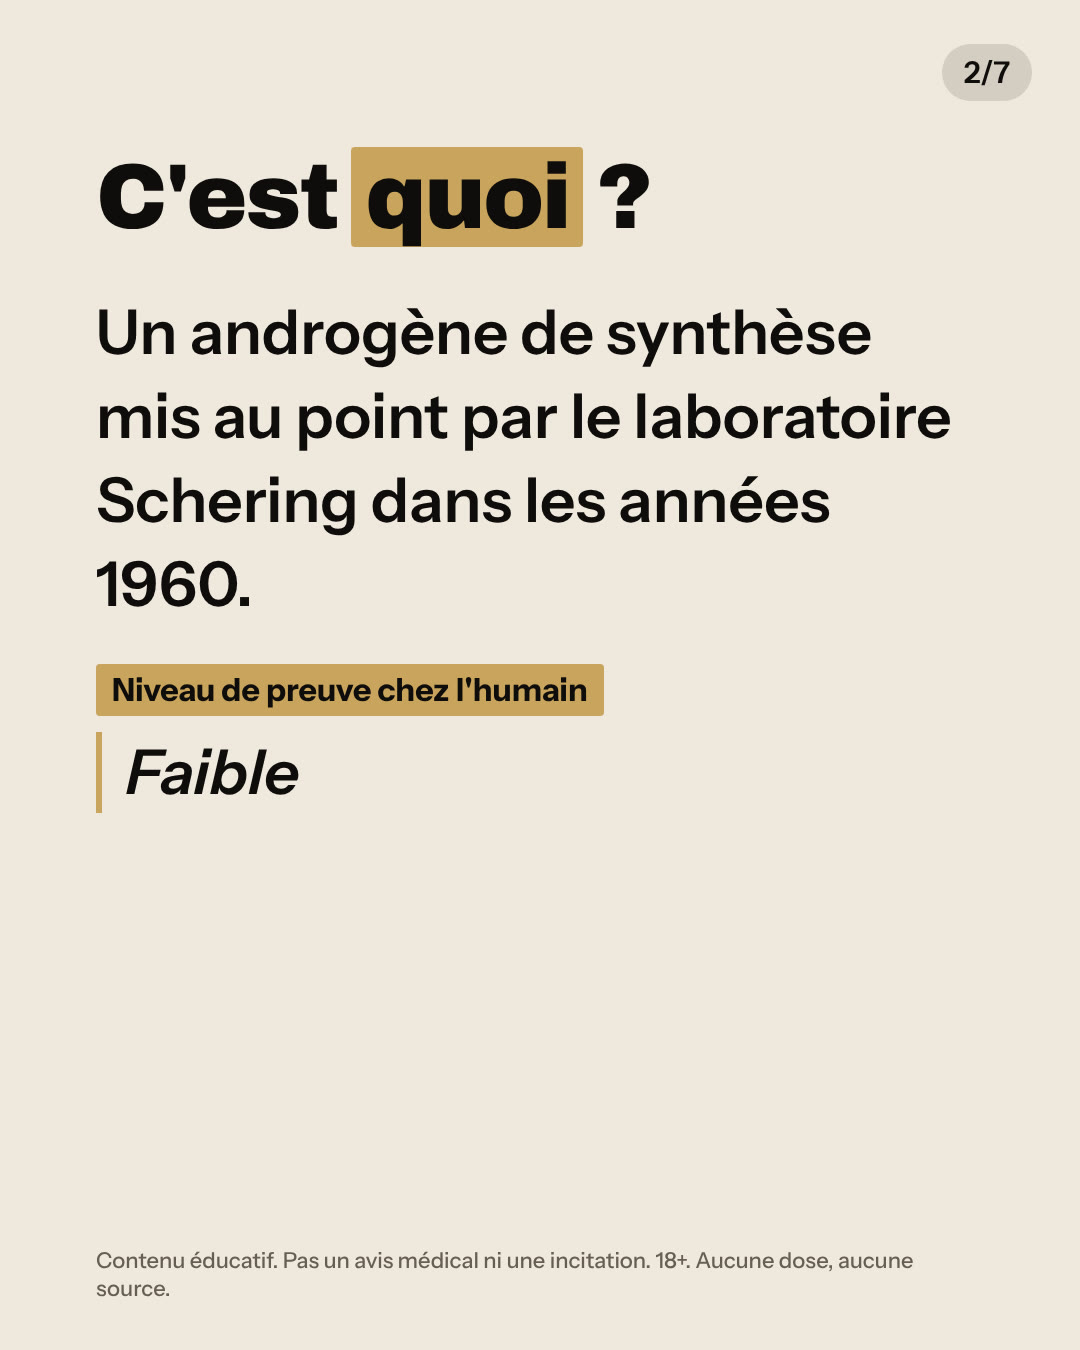 2/7
C'est quoi ?
Un androgène de synthèse
mis au point par le laboratoire
Schering dans les années
1960.
Niveau de preuve chez l'humain
Faible
Contenu éducatif. Pas un avis médical ni une incitation. 18+. Aucune dose, aucune
source.